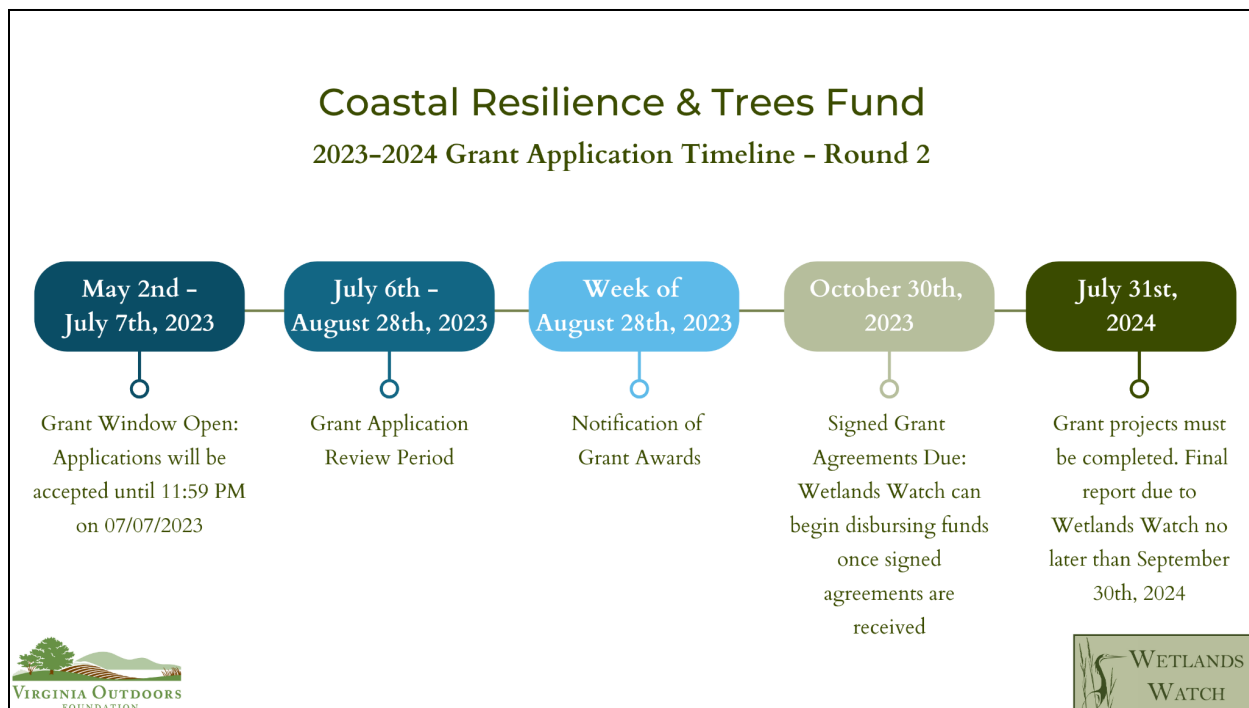 Coastal Resilience & Trees Fund
2023-2024 Grant Application Timeline - Round 2
May 2nd -
July 7th, 2023
Grant Window Open:
Applications will be
accepted until 11:59 PM
on 07/07/2023
July 6th -
August 28th, 2023
Grant Application
Review Period
Week of
August 28th, 2023
Notification of
Grant Awards
October 30th,
2023
Signed Grant
Agreements Due:
Wetlands Watch can
begin disbursing funds
once signed
agreements are
received
July 31st,
2024
Grant projects must
be completed. Final
report due to
Wetlands Watch no
later than September
30th, 2024
VIRGINIA OUTDOORS
FOUNDATION
WETLANDS
WATCH